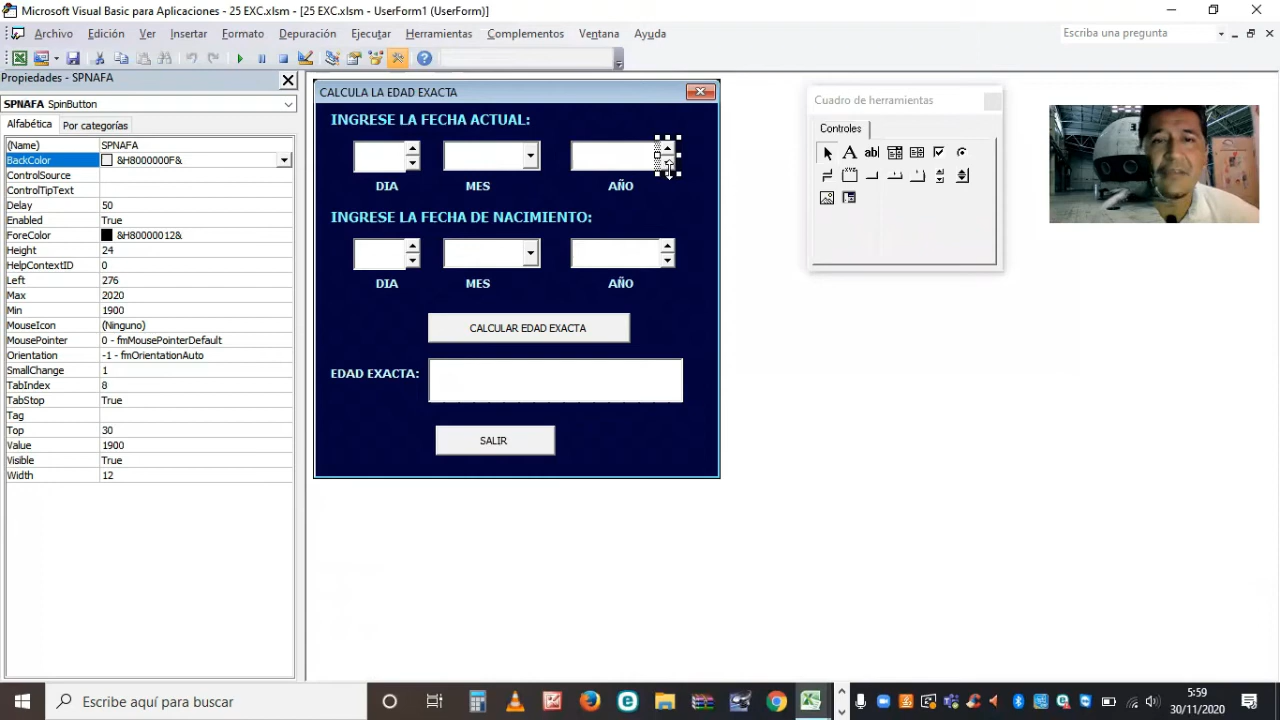 Microsoft Visual Basic para Aplicaciones - 25 EXC.xlsm - [25 EXC.xlsm - UserForm1 (UserForm)]
Archivo Edición Ver Insertar Formato Depuración Ejecutar Herramientas Complementos Ventana Ayuda
Escriba una pregunta
Propiedades - SPNAFA
SPNAFA SpinButton
Alfabética Por categorías
(Name) SPNAFA
BackColor &H8000000F&
ControlSource
ControlTipText
Delay 50
Enabled True
ForeColor &H80000012&
Height 24
HelpContextID 0
Left 276
Max 2020
Min 1900
MouseIcon (Ninguno)
MousePointer 0 - fmMousePointerDefault
Orientation -1 - fmOrientationAuto
SmallChange 1
TabIndex 8
TabStop True
Tag
Top 30
Value 1900
Visible True
Width 12
CALCULA LA EDAD EXACTA
INGRESE LA FECHA ACTUAL:
DIA MES AÑO
INGRESE LA FECHA DE NACIMIENTO:
DIA MES AÑO
CALCULAR EDAD EXACTA
EDAD EXACTA:
SALIR
Cuadro de herramientas
Controles
A ab|
Escribe aquí para buscar
5:59
30/11/2020